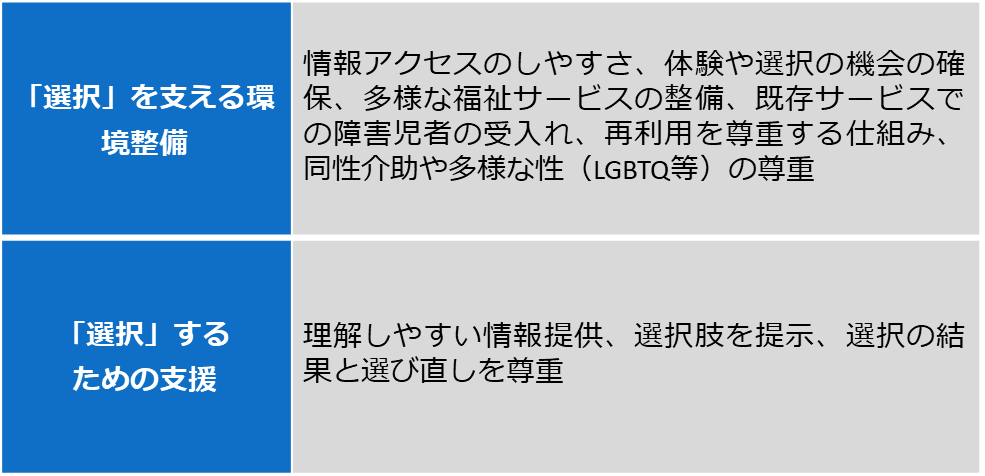 「選択」を支える環
境整備
情報アクセスのしやすさ、体験や選択の機会の確
保、多様な福祉サービスの整備、既存サービスで
の障害児者の受入れ、再利用を尊重する仕組み、
同性介助や多様な性（LGBTQ等）の尊重
「選択」する
ための支援
理解しやすい情報提供、選択肢を提示、選択の結
果と選び直しを尊重